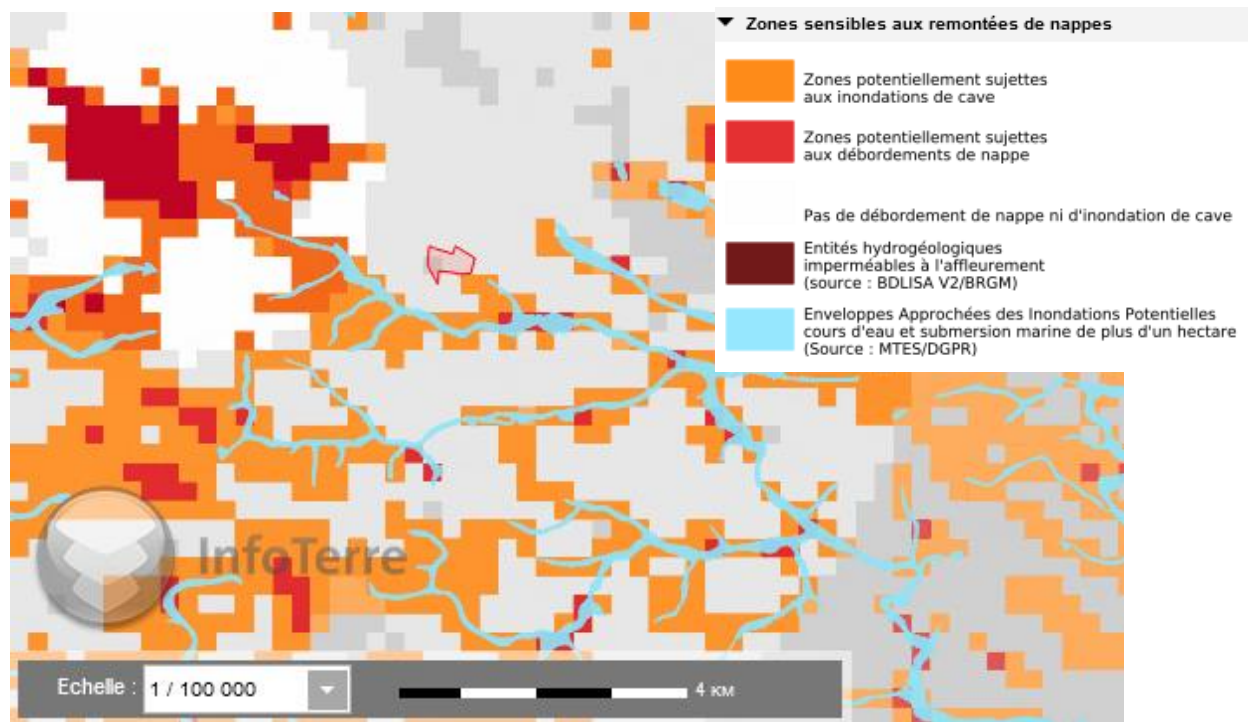 Zones sensibles aux remontées de nappes
Zones potentiellement sujettes
aux inondations de cave
Zones potentiellement sujettes
aux débordements de nappe
Pas de débordement de nappe ni d'inondation de cave
Entités hydrogéologiques
imperméables à l'affleurement
(source : BDLISA V2/BRGM)
Enveloppes Approchées des Inondations Potentielles
cours d'eau et submersion marine de plus d'un hectare
(Source : MTES/DGPR)
InfoTerre
Echelle : 1 / 100 000 4 км